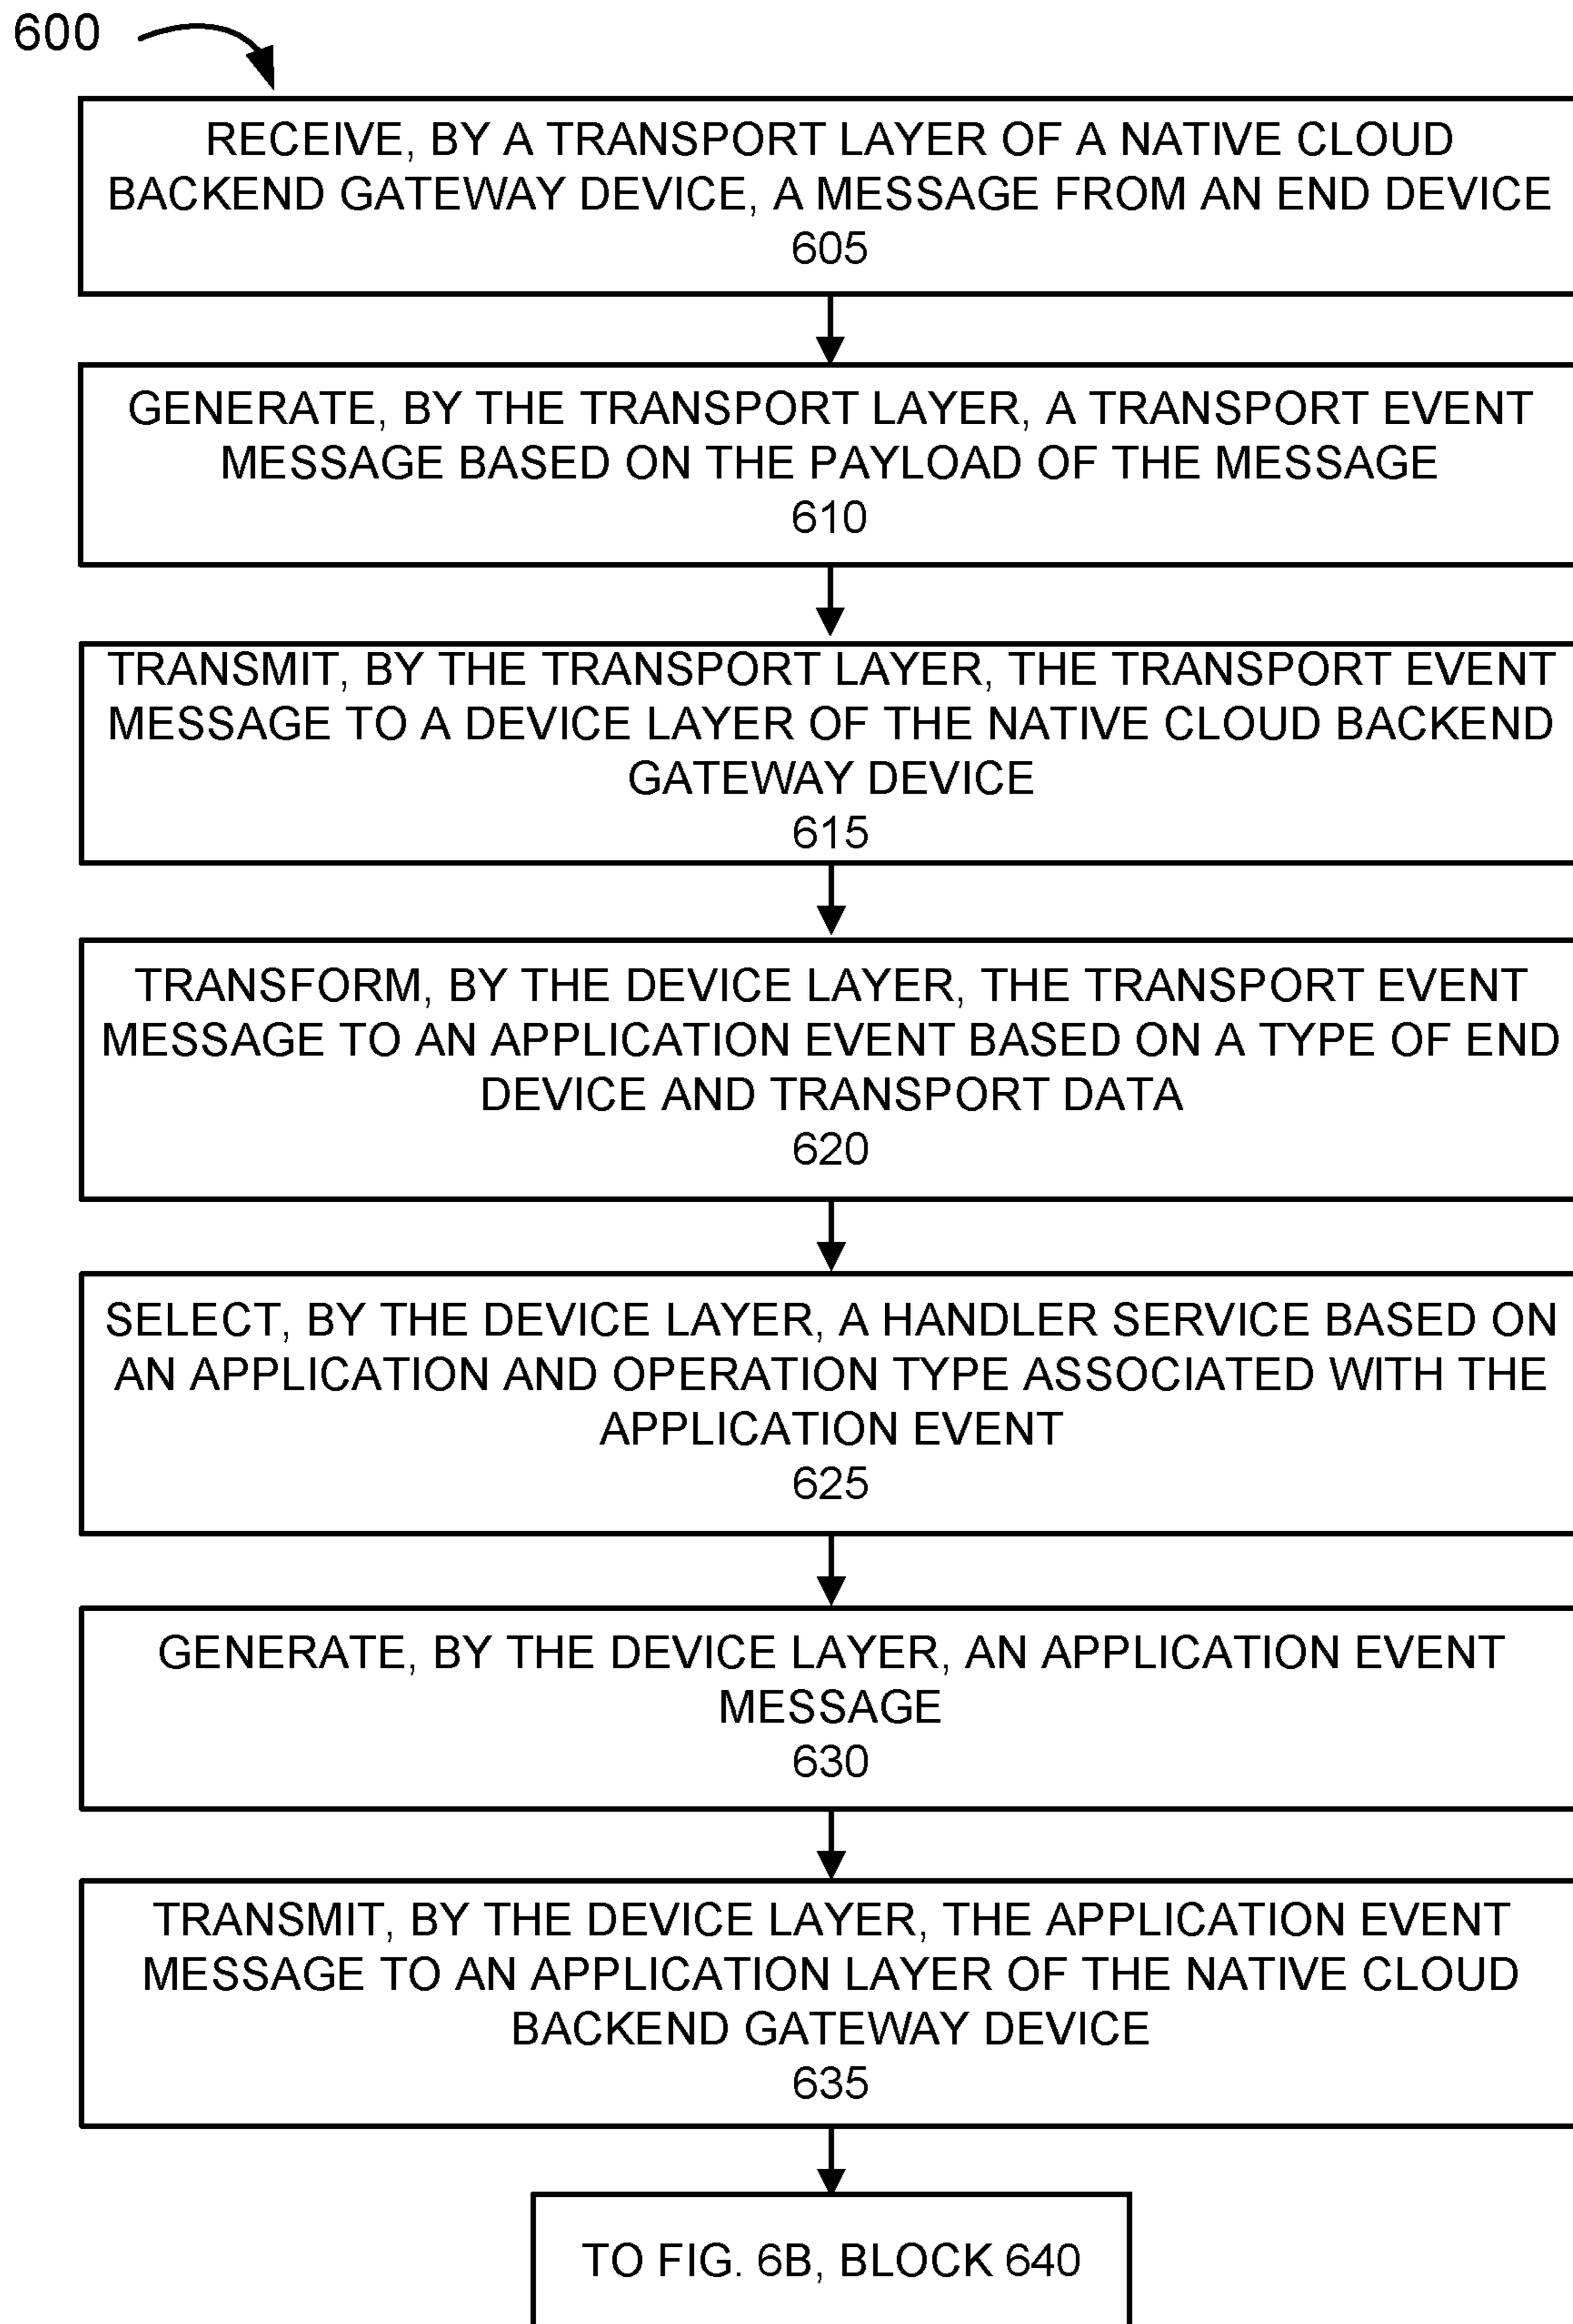 600
RECEIVE, BY A TRANSPORT LAYER OF A NATIVE CLOUD
BACKEND GATEWAY DEVICE, A MESSAGE FROM AN END DEVICE
605
GENERATE, BY THE TRANSPORT LAYER, A TRANSPORT EVENT
MESSAGE BASED ON THE PAYLOAD OF THE MESSAGE
610
TRANSMIT, BY THE TRANSPORT LAYER, THE TRANSPORT EVENT
MESSAGE TO A DEVICE LAYER OF THE NATIVE CLOUD BACKEND
GATEWAY DEVICE
615
TRANSFORM, BY THE DEVICE LAYER, THE TRANSPORT EVENT
MESSAGE TO AN APPLICATION EVENT BASED ON A TYPE OF END
DEVICE AND TRANSPORT DATA
620
SELECT, BY THE DEVICE LAYER, A HANDLER SERVICE BASED ON
AN APPLICATION AND OPERATION TYPE ASSOCIATED WITH THE
APPLICATION EVENT
625
GENERATE, BY THE DEVICE LAYER, AN APPLICATION EVENT
MESSAGE
630
TRANSMIT, BY THE DEVICE LAYER, THE APPLICATION EVENT
MESSAGE TO AN APPLICATION LAYER OF THE NATIVE CLOUD
BACKEND GATEWAY DEVICE
635
TO FIG. 6B, BLOCK 640